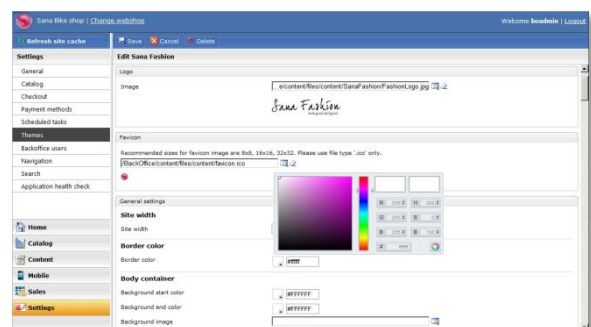 Sana Bike shop | Change webshop
Welcome boadmin | Logout
Refresh site cache
Save Cancel Delete
Settings
Edit Sana Fashion
General
Catalog
Checkout
Payment methods
Scheduled tasks
Themes
Backoffice users
Navigation
Search
Application health check
Home
Catalog
Content
Mobile
Sales
Settings
Logo
Image
e/content/files/content/SanaFashion/FashionLogo.jpg
Sana Fashion
Favicon
Recommended sizes for favicon image are 8x8, 16x16, 32x32. Please use file type '.ico' only.
/BackOffice/content/files/content/favicon.ico
General settings
Site width
Site width
R H
G S
B B
#
Border color
Border color
#ffffff
Body container
Background start color
#FFFFFF
Background end color
#FFFFFF
Background image